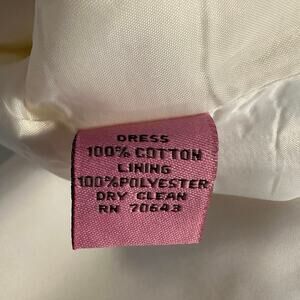 DRESS
100% COTTON
LINING
100%POLYESTER
DRY CLEAN
RN 70643